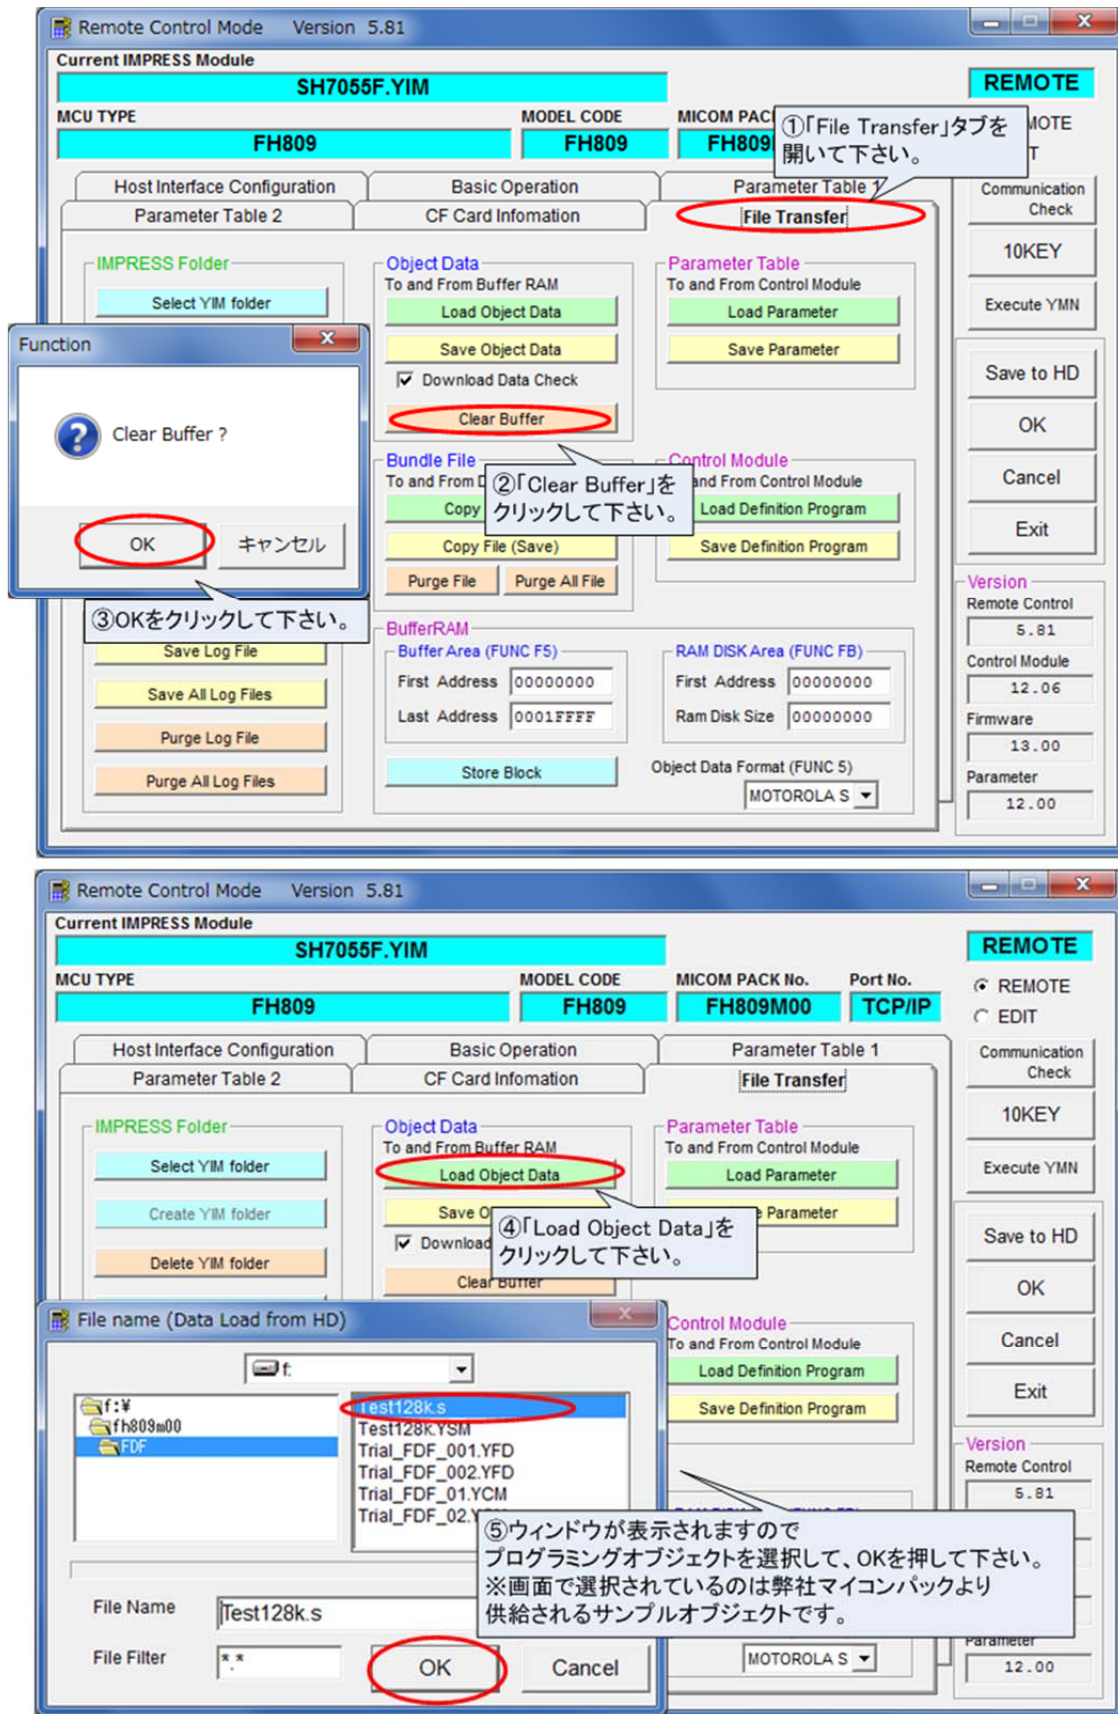 Remote Control Mode Version 5.81
Current IMPRESS Module
SH7055F.YIM
REMOTE
MCU TYPE MODEL CODE
FH809 FH809
①「File Transfer」タブを
開いて下さい。
Host Interface Configuration Basic Operation Parameter Table 1
Parameter Table 2 CF Card Infomation File Transfer
Communication
Check
10KEY
Execute YMN
Save to HD
OK
Cancel
Exit
IMPRESS Folder
Select YIM folder
Object Data
To and From Buffer RAM
Load Object Data
Save Object Data
Download Data Check
Clear Buffer
Parameter Table
To and From Control Module
Load Parameter
Save Parameter
Function
Clear Buffer ?
OK キャンセル
③OKをクリックして下さい。
Bundle File
To and From
Copy
Copy File (Save)
Purge File Purge All File
②「Clear Buffer」を
クリックして下さい。
Control Module
and From Control Module
Load Definition Program
Save Definition Program
Save Log File
Save All Log Files
Purge Log File
Purge All Log Files
BufferRAM
Buffer Area (FUNC F5)
First Address 00000000
Last Address 0001FFFF
RAM DISK Area (FUNC FB)
First Address 00000000
Ram Disk Size 00000000
Store Block
Object Data Format (FUNC 5)
MOTOROLA S
Version
Remote Control
5.81
Control Module
12.06
Firmware
13.00
Parameter
12.00
Remote Control Mode Version 5.81
Current IMPRESS Module
SH7055F.YIM
REMOTE
MCU TYPE MODEL CODE MICOM PACK No. Port No.
FH809 FH809 FH809M00 TCP/IP
REMOTE
EDIT
Host Interface Configuration Basic Operation Parameter Table 1
Parameter Table 2 CF Card Infomation File Transfer
Communication
Check
10KEY
Execute YMN
Save to HD
OK
Cancel
Exit
IMPRESS Folder
Select YIM folder
Create YIM folder
Delete YIM folder
Object Data
To and From Buffer RAM
Load Object Data
Save
Download
Clear Buffer
④「Load Object Data」を
クリックして下さい。
Parameter Table
To and From Control Module
Load Parameter
Parameter
Control Module
To and From Control Module
Load Definition Program
Save Definition Program
File name (Data Load from HD)
f:
f:¥
fh809m00
FDF
Test128k.s
Test128k.YSM
Trial_FDF_001.YFD
Trial_FDF_002.YFD
Trial_FDF_01.YCM
Trial_FDF_02.
⑤ウィンドウが表示されますので
プログラミングオブジェクトを選択して、OKを押して下さい。
※画面で選択されているのは弊社マイコンパックより
供給されるサンプルオブジェクトです。
File Name Test128k.s
File Filter *.*
OK Cancel
MOTOROLA S
Version
Remote Control
5.81
Parameter
12.00